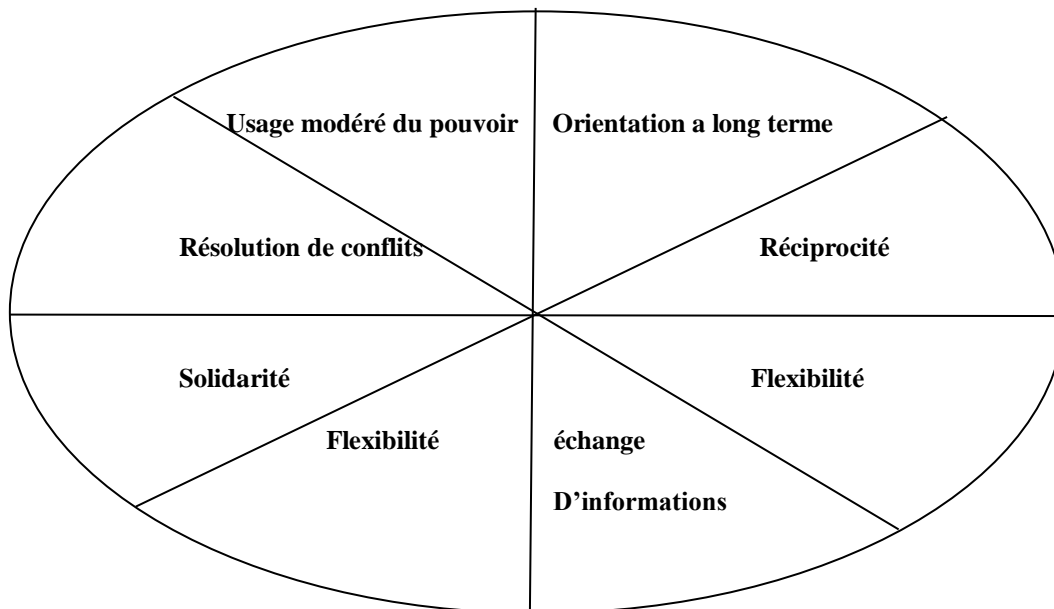 Usage modéré du pouvoir
Orientation a long terme
Résolution de conflits
Réciprocité
Solidarité
Flexibilité
Flexibilité
échange
D’informations